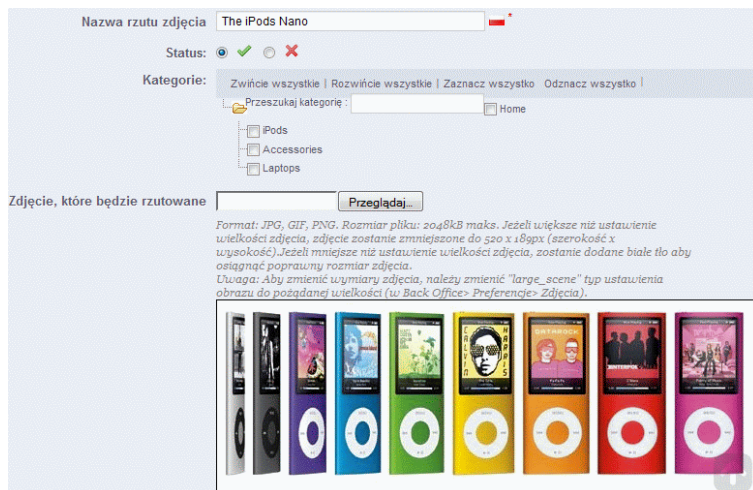 Nazwa rzutu zdjęcia The iPods Nano *
Status:
Kategorie: Zwińcie wszystkie | Rozwińcie wszystkie | Zaznacz wszystko Odznacz wszystko |
Przeszukaj kategorię : Home
iPods
Accessories
Laptops
Zdjęcie, które będzie rzutowane Przeglądaj...
Format: JPG, GIF, PNG. Rozmiar pliku: 2048kB maks. Jeżeli większe niż ustawienie
wielkości zdjęcia, zdjęcie zostanie zmniejszone do 520 x 189px (szerokość x
wysokość).Jeżeli mniejsze niż ustawienie wielkości zdjęcia, zostanie dodane białe tło aby
osiągnąć poprawny rozmiar zdjęcia.
Uwaga: Aby zmienić wymiary zdjęcia, należy zmienić "large_scene" typ ustawienia
obrazu do pożądanej wielkości (w Back Office> Preferencje> Zdjęcia).
CALVIN HARRIS
DATAROCK
INTERPOL